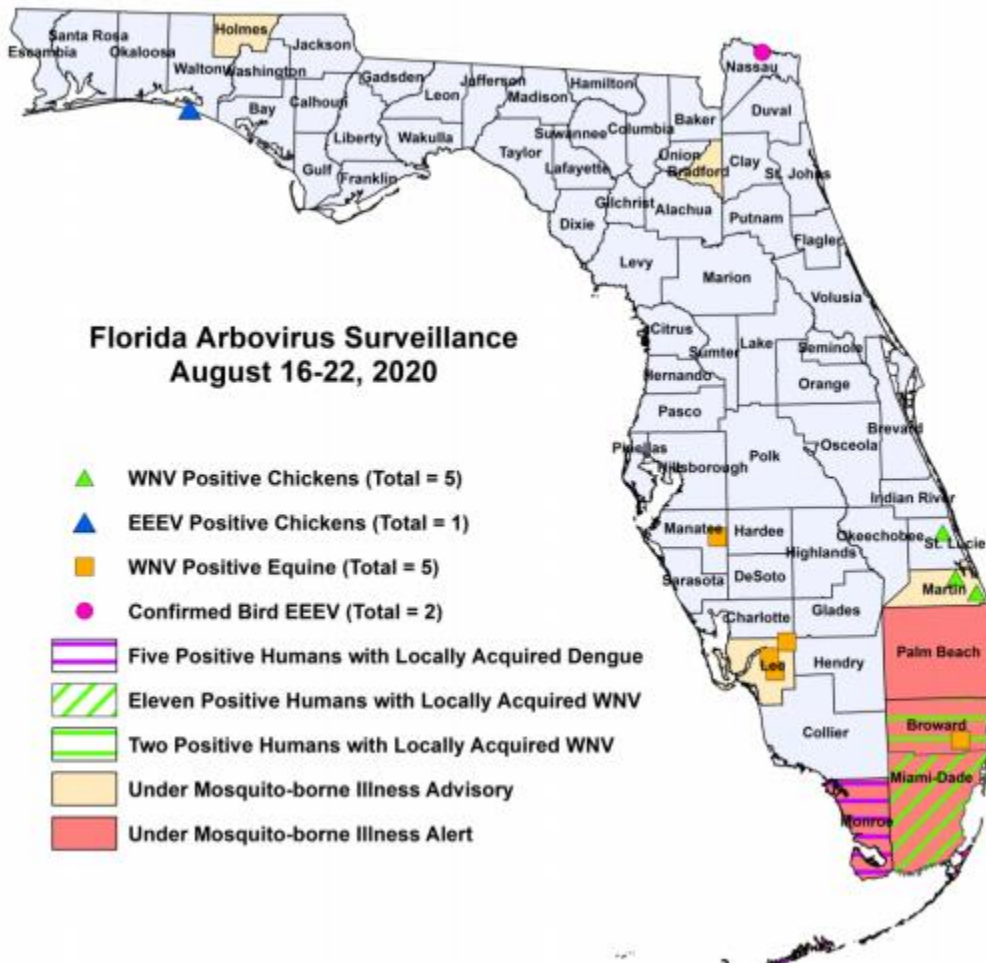 Holmes
Santa Rosa
Jackson
Escambia
Okaloosa
Walton
Washington
Gadsden
Jefferson
Hamilton
Nassau
Leon
Madison
Calhoun
Bay
Baker
Duval
Liberty
Wakulla
Suwannee
Columbia
Taylor
Union
Clay
Gulf
Lafayette
Bradford
St. Johns
Franklin
Gilchrist
Alachua
Dixie
Putnam
Flagler
Levy
Marion
Volusia
Florida Arbovirus Surveillance
August 16-22, 2020
Citrus
Lake
Sumter
Seminole
Hernando
Orange
Pasco
Brevard
Osceola
Pinellas
Polk
Hillsborough
Indian River
Manatee
Hardee
Okeechobee
St. Lucie
Highlands
Sarasota
DeSoto
Martin
Charlotte
Glades
Palm Beach
Lee
Hendry
Broward
Collier
Miami-Dade
Monroe
WNV Positive Chickens (Total = 5)
EEEV Positive Chickens (Total = 1)
WNV Positive Equine (Total = 5)
Confirmed Bird EEEV (Total = 2)
Five Positive Humans with Locally Acquired Dengue
Eleven Positive Humans with Locally Acquired WNV
Two Positive Humans with Locally Acquired WNV
Under Mosquito-borne Illness Advisory
Under Mosquito-borne Illness Alert